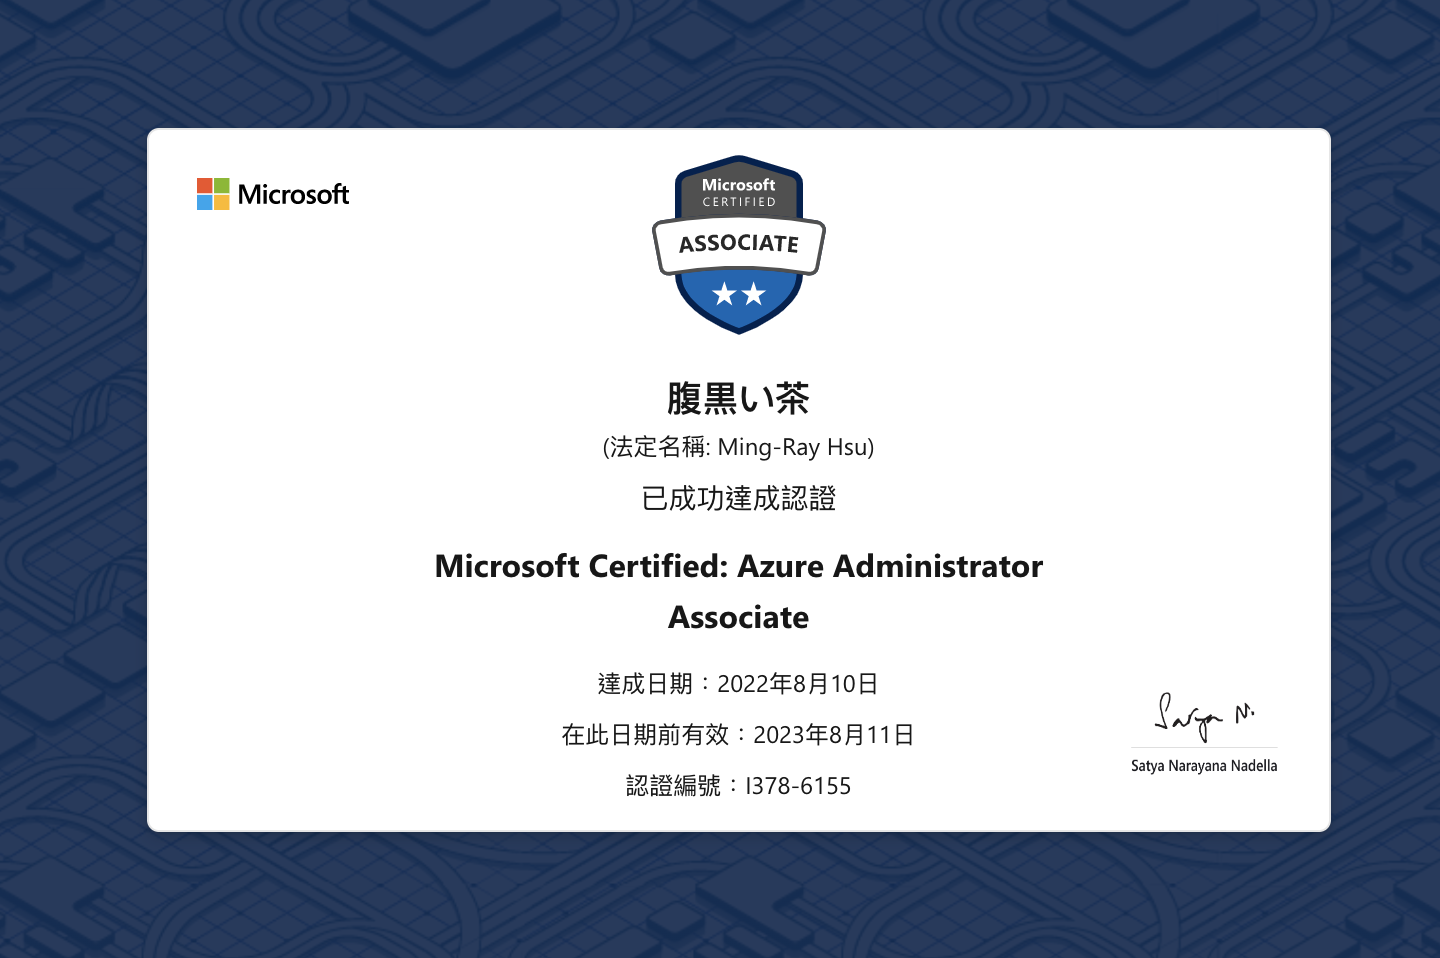 Microsoft
Microsoft
CERTIFIED
ASSOCIATE
腹黒い茶
(法定名稱: Ming-Ray Hsu)
已成功達成認證
Microsoft Certified: Azure Administrator
Associate
達成日期：2022年8月10日
在此日期前有效：2023年8月11日
認證編號：I378-6155
Satya N.
Satya Narayana Nadella